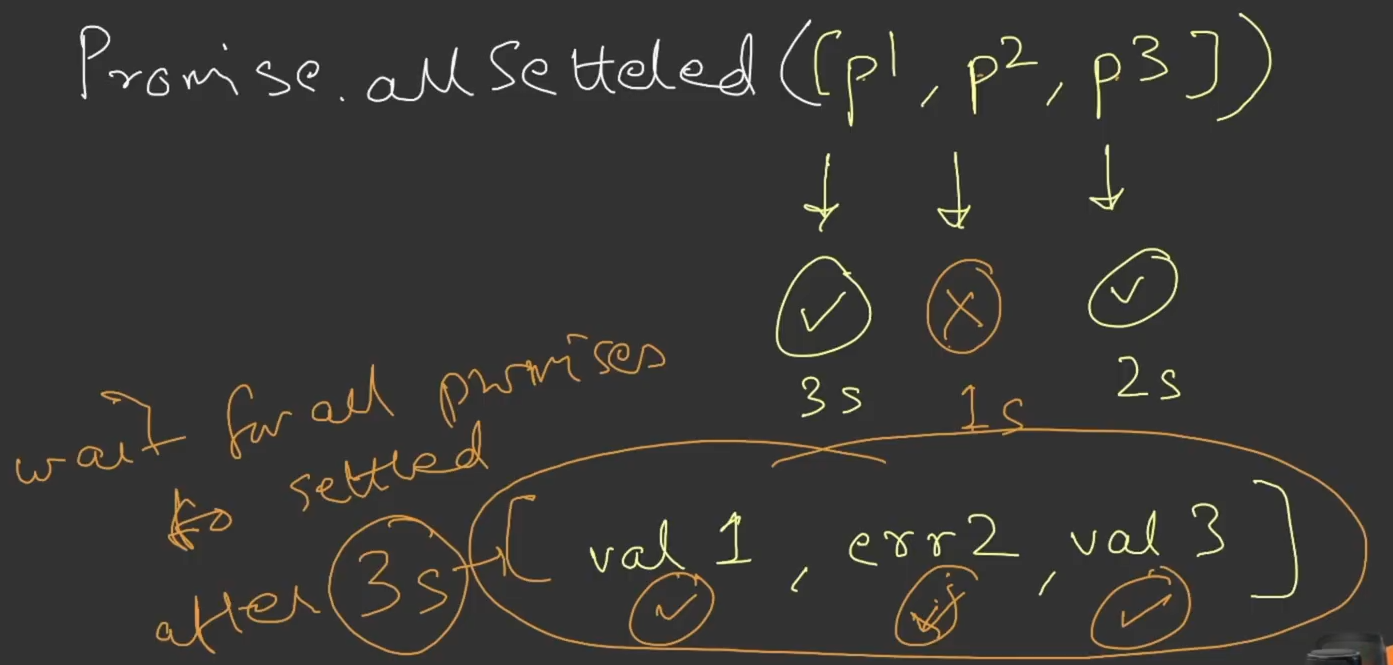 Promise.allSetteled([p1, p2, p3])
3s 1s 2s
wait for all promises
to settled
after 3s → [ val 1, err2, val 3 ]